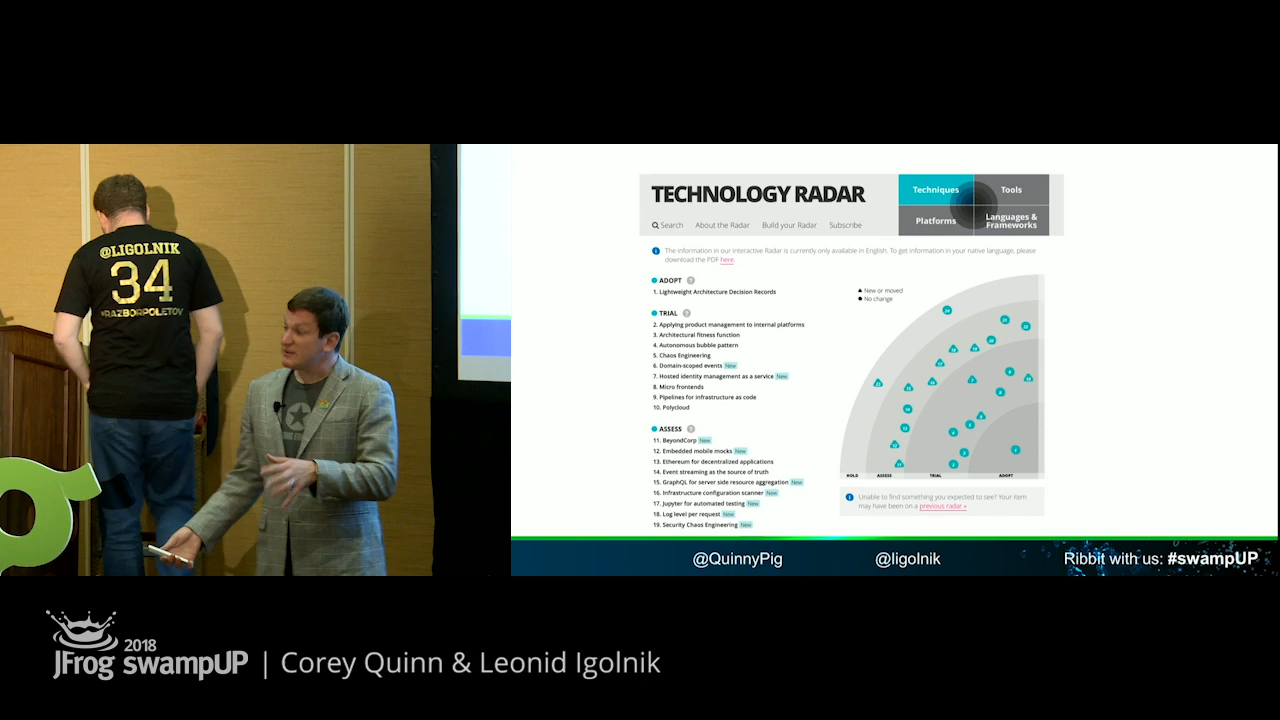 @LIGOLNIK
34
#RAZBORPOLETOV
TECHNOLOGY RADAR
Search About the Radar Build your Radar Subscribe
Techniques Tools
Platforms Languages & Frameworks
The information in our interactive Radar is currently only available in English. To get information in your native language, please
download the PDF here.
ADOPT ?
1. Lightweight Architecture Decision Records
TRIAL ?
2. Applying product management to internal platforms
3. Architectural fitness function
4. Autonomous bubble pattern
5. Chaos Engineering
6. Domain-scoped events New
7. Hosted identity management as a service New
8. Micro frontends
9. Pipelines for infrastructure as code
10. Polycloud
ASSESS ?
11. BeyondCorp New
12. Embedded mobile mocks New
13. Ethereum for decentralized applications
14. Event streaming as the source of truth
15. GraphQL for server side resource aggregation New
16. Infrastructure configuration scanner New
17. Jupyter for automated testing New
18. Log level per request New
19. Security Chaos Engineering New
New or moved
No change
HOLD ASSESS TRIAL ADOPT
Unable to find something you expected to see? Your item
may have been on a previous radar »
@QuinnyPig @ligolnik Ribbit with us: #swampUP
2018
JFrog swampUP | Corey Quinn & Leonid Igolnik